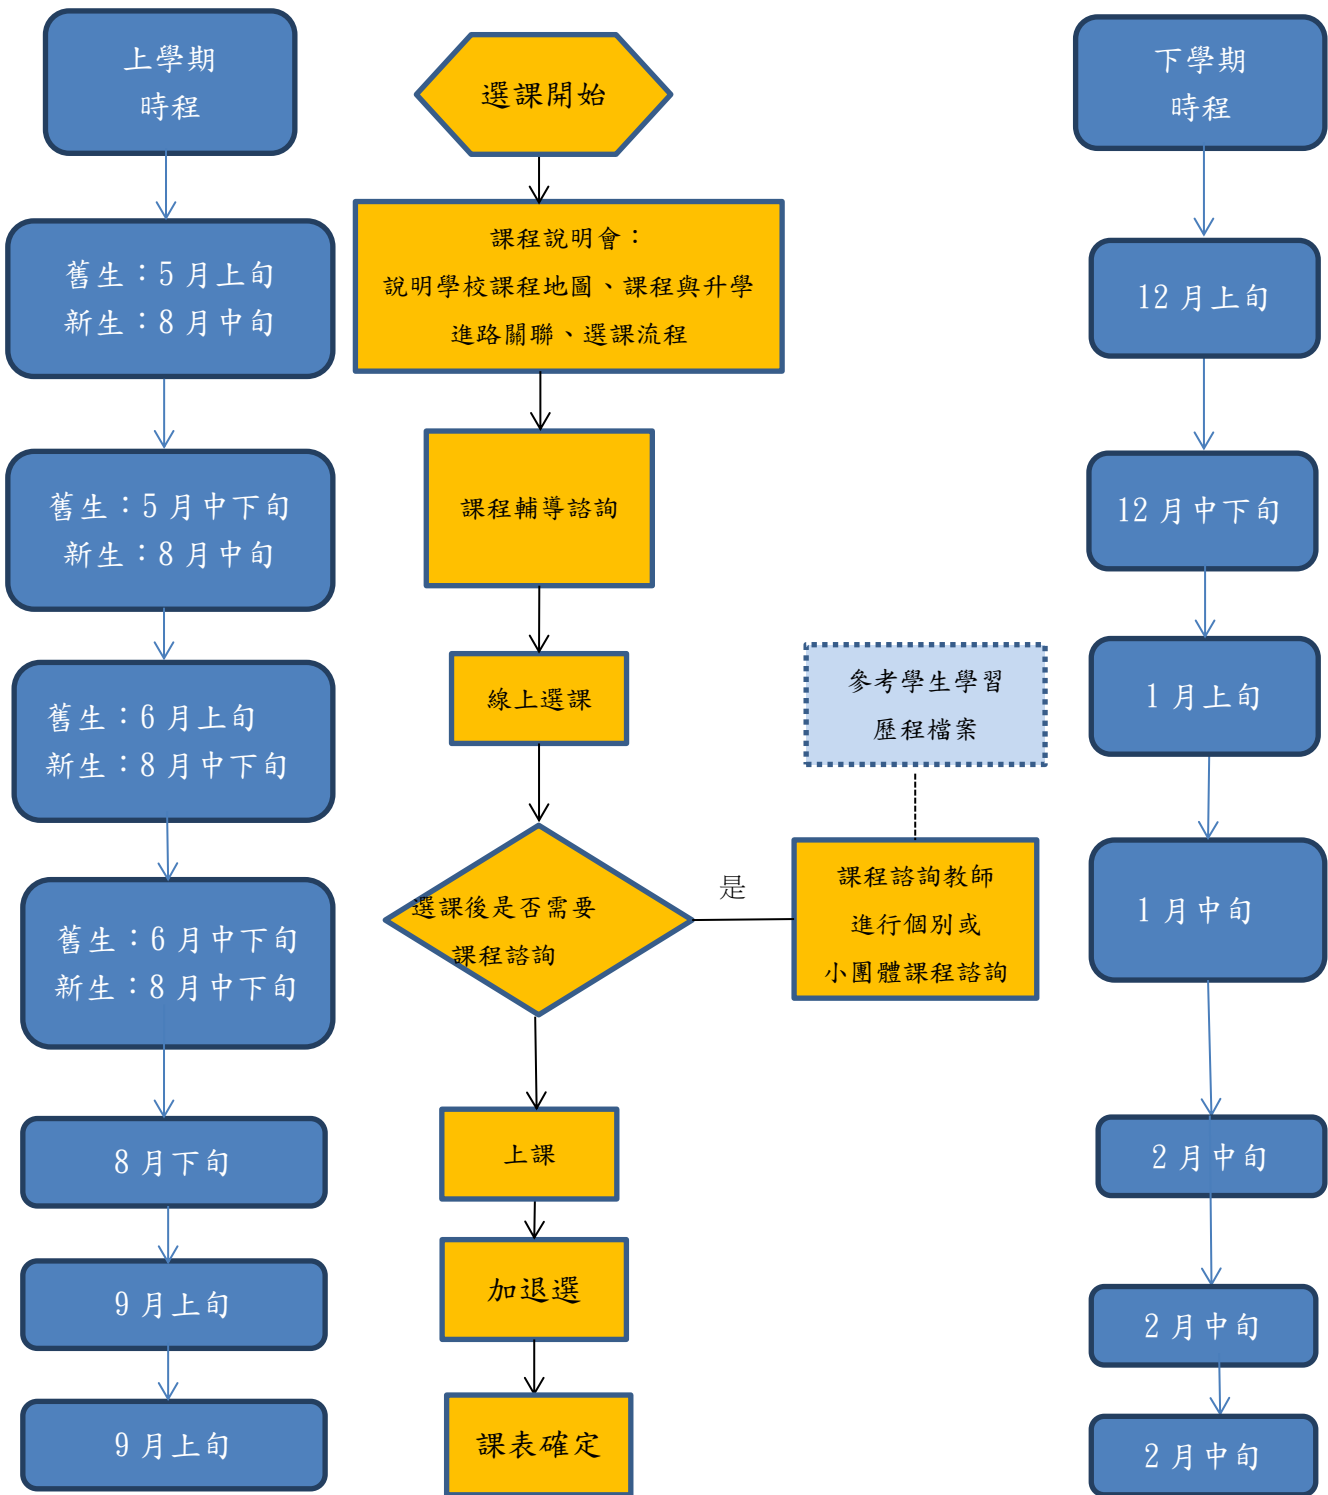 上學期
時程
舊生：5 月上旬
新生：8 月中旬
舊生：5 月中下旬
新生：8 月中旬
舊生：6 月上旬
新生：8 月中下旬
舊生：6 月中下旬
新生：8 月中下旬
8 月下旬
9 月上旬
9 月上旬
選課開始
課程說明會：
說明學校課程地圖、課程與升學
進路關聯、選課流程
課程輔導諮詢
線上選課
選課後是否需要
課程諮詢
是
參考學生學習
歷程檔案
課程諮詢教師
進行個別或
小團體課程諮詢
上課
加退選
課表確定
下學期
時程
12 月上旬
12 月中下旬
1 月上旬
1 月中旬
2 月中旬
2 月中旬
2 月中旬